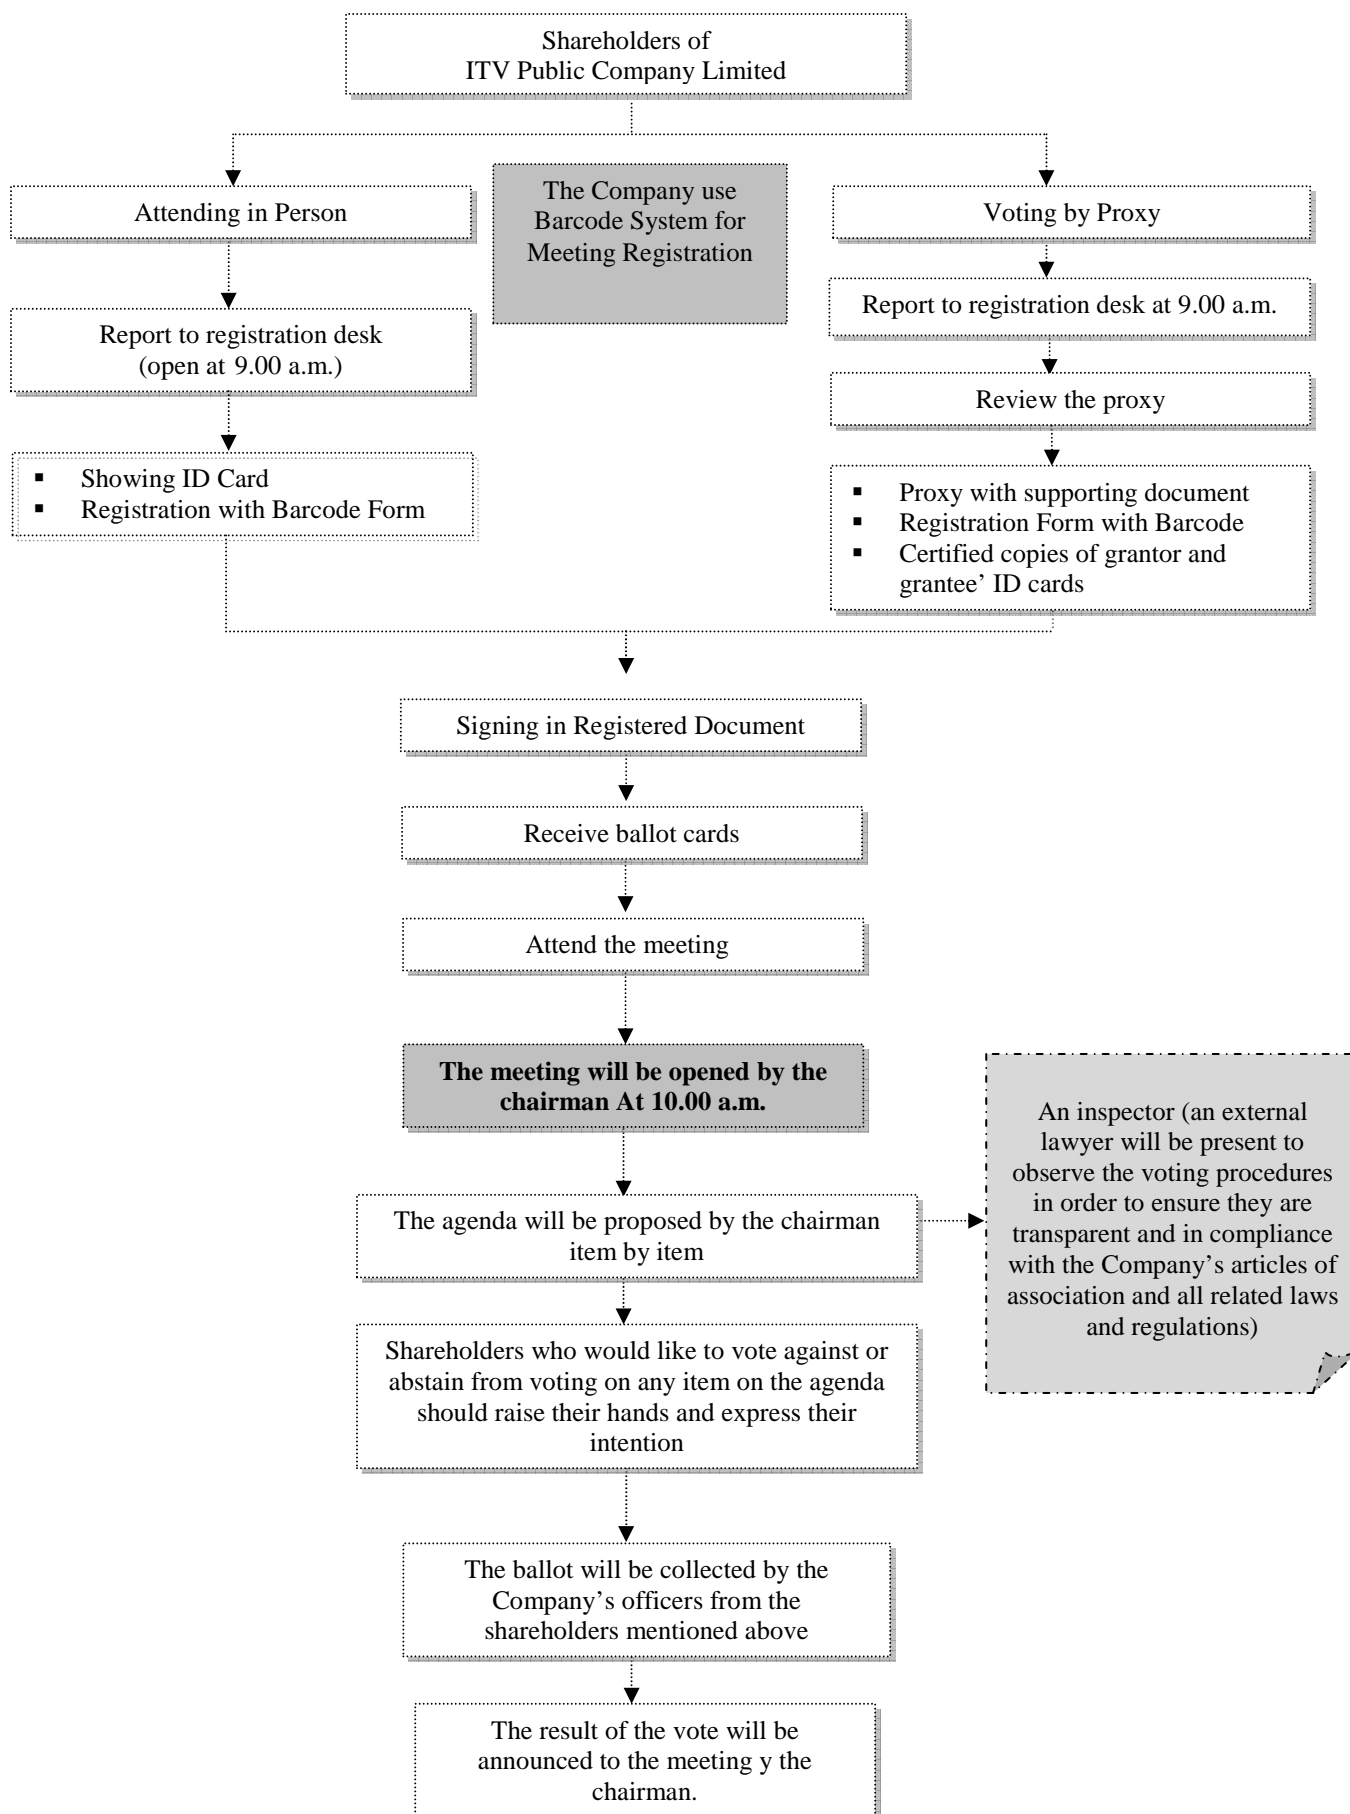 Shareholders of
ITV Public Company Limited
Attending in Person
The Company use
Barcode System for
Meeting Registration
Voting by Proxy
Report to registration desk
(open at 9.00 a.m.)
Report to registration desk at 9.00 a.m.
Review the proxy
▪ Showing ID Card
▪ Registration with Barcode Form
▪ Proxy with supporting document
▪ Registration Form with Barcode
▪ Certified copies of grantor and
grantee’ ID cards
Signing in Registered Document
Receive ballot cards
Attend the meeting
The meeting will be opened by the
chairman At 10.00 a.m.
An inspector (an external
lawyer will be present to
observe the voting procedures
in order to ensure they are
transparent and in compliance
with the Company’s articles of
association and all related laws
and regulations)
The agenda will be proposed by the chairman
item by item
Shareholders who would like to vote against or
abstain from voting on any item on the agenda
should raise their hands and express their
intention
The ballot will be collected by the
Company’s officers from the
shareholders mentioned above
The result of the vote will be
announced to the meeting y the
chairman.